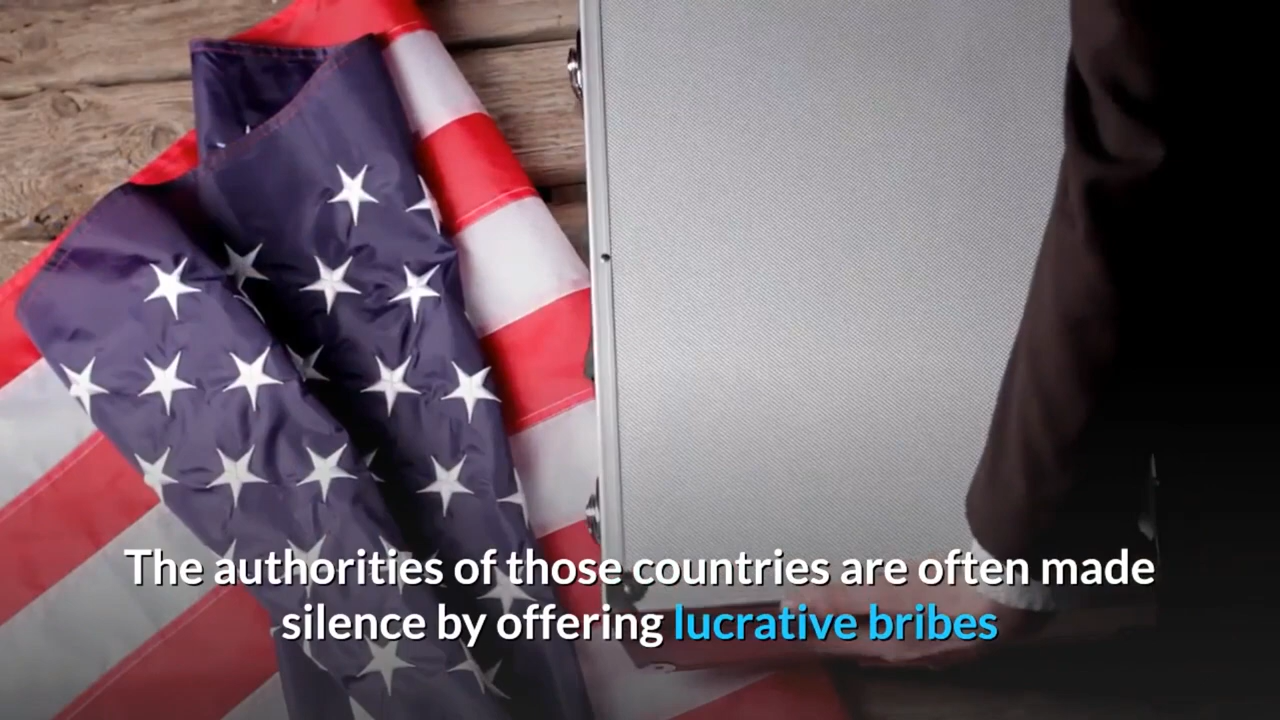 The authorities of those countries are often made
silence by offering lucrative bribes